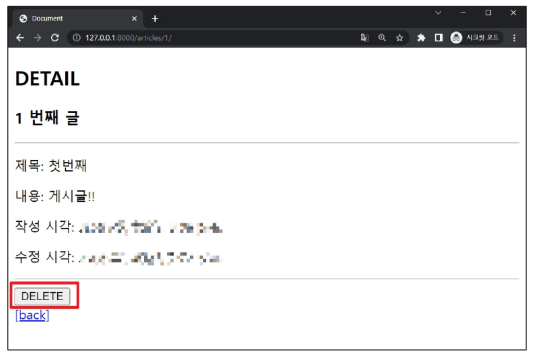 Document
127.0.0.1:8000/articles/1/
시크릿 모드
DETAIL
1 번째 글
제목: 첫번째
내용: 게시글!!
작성 시각:
수정 시각:
DELETE
[back]